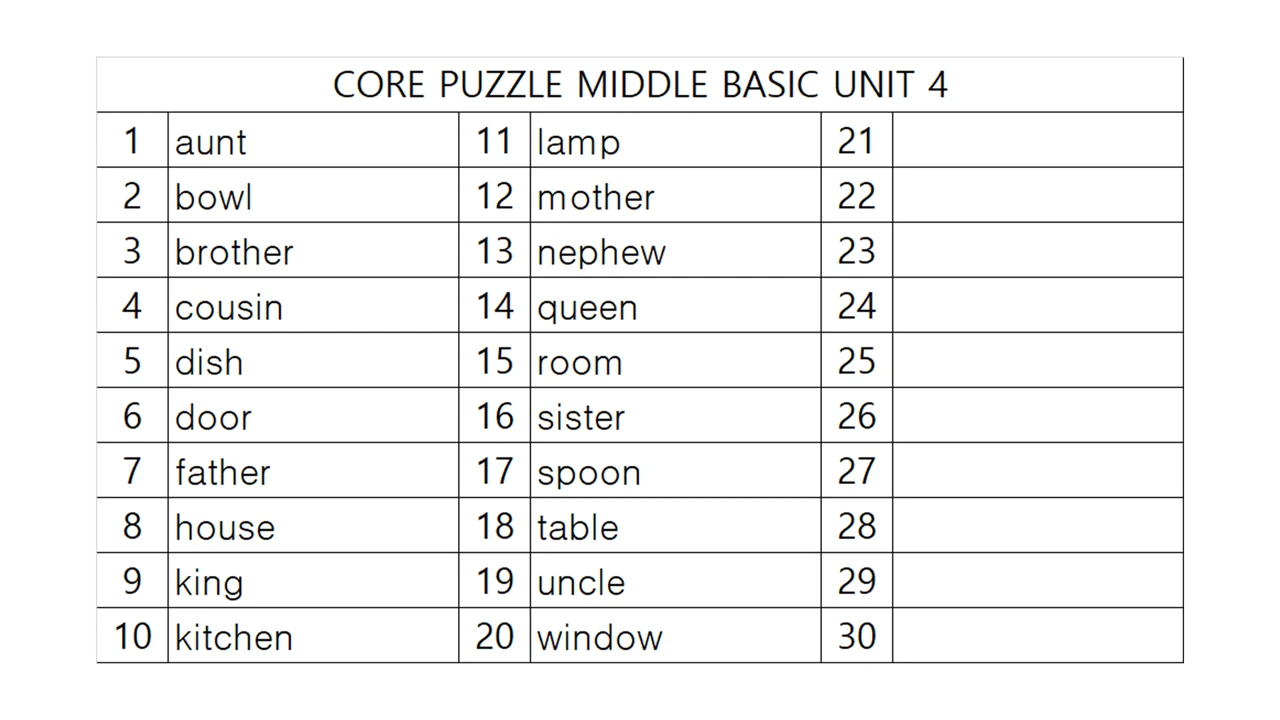 CORE PUZZLE MIDDLE BASIC UNIT 4
1 aunt 11 lamp 21
2 bowl 12 mother 22
3 brother 13 nephew 23
4 cousin 14 queen 24
5 dish 15 room 25
6 door 16 sister 26
7 father 17 spoon 27
8 house 18 table 28
9 king 19 uncle 29
10 kitchen 20 window 30